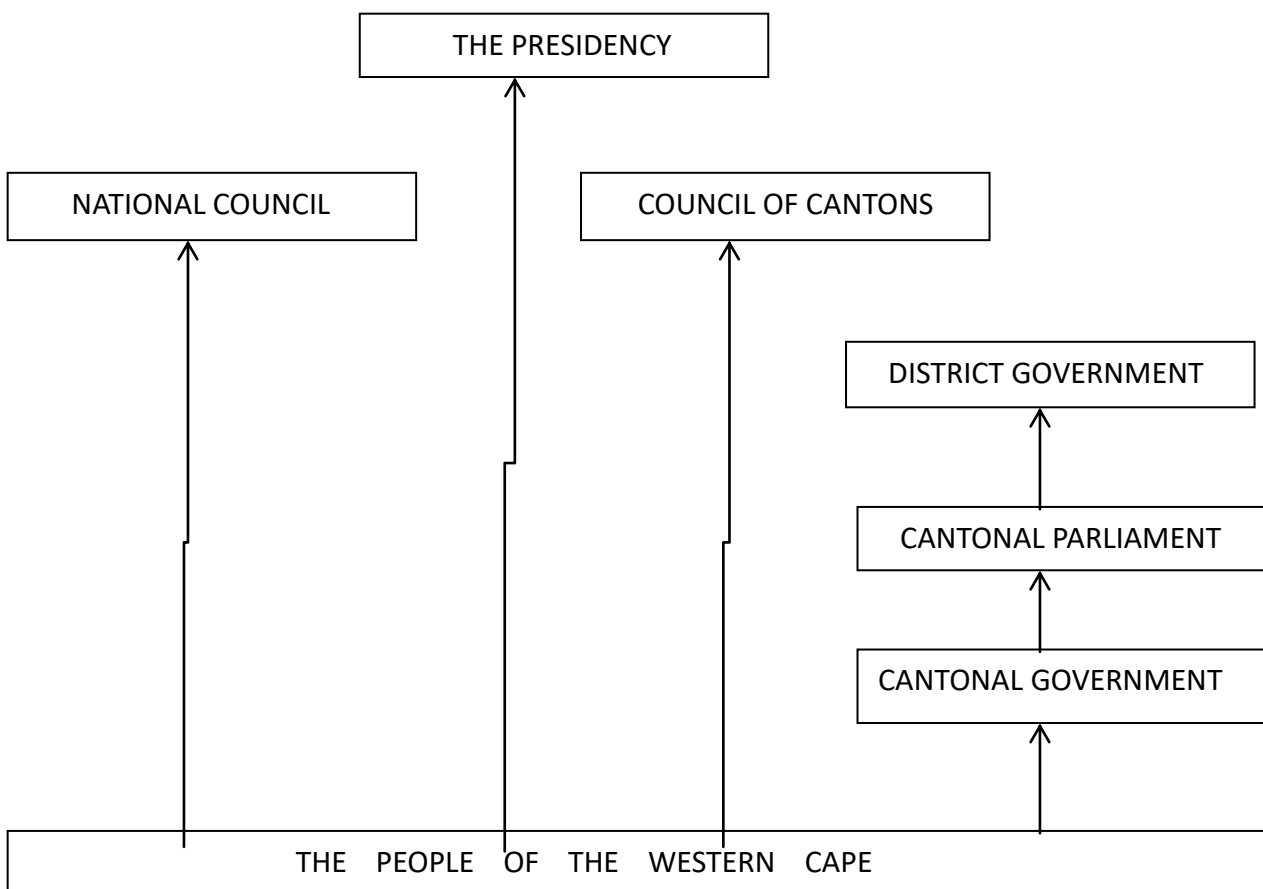 THE PRESIDENCY
NATIONAL COUNCIL
COUNCIL OF CANTONS
DISTRICT GOVERNMENT
CANTONAL PARLIAMENT
CANTONAL GOVERNMENT
THE PEOPLE OF THE WESTERN CAPE